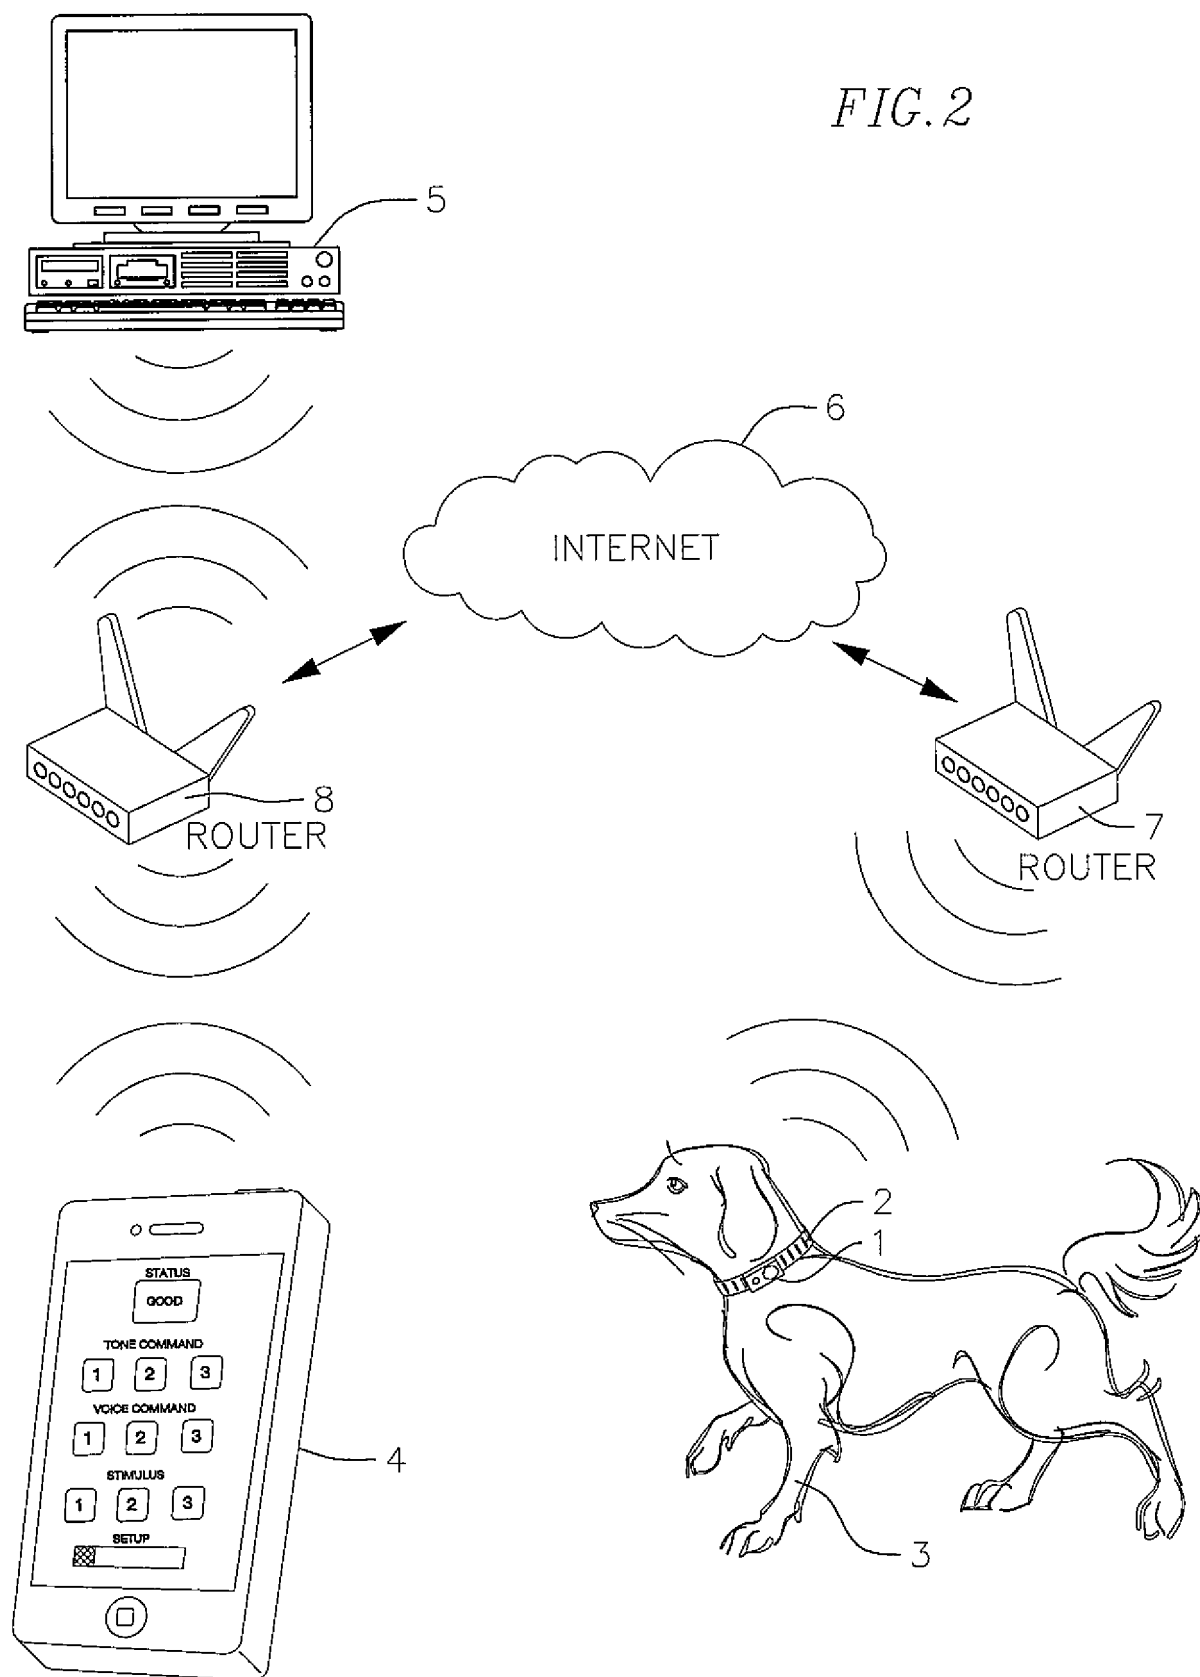 FIG.2
5
6
INTERNET
8
ROUTER
7
ROUTER
2
1
STATUS
GOOD
TONE COMMAND
1 2 3
VOICE COMMAND
1 2 3
4
STIMULUS
1 2 3
SETUP
3